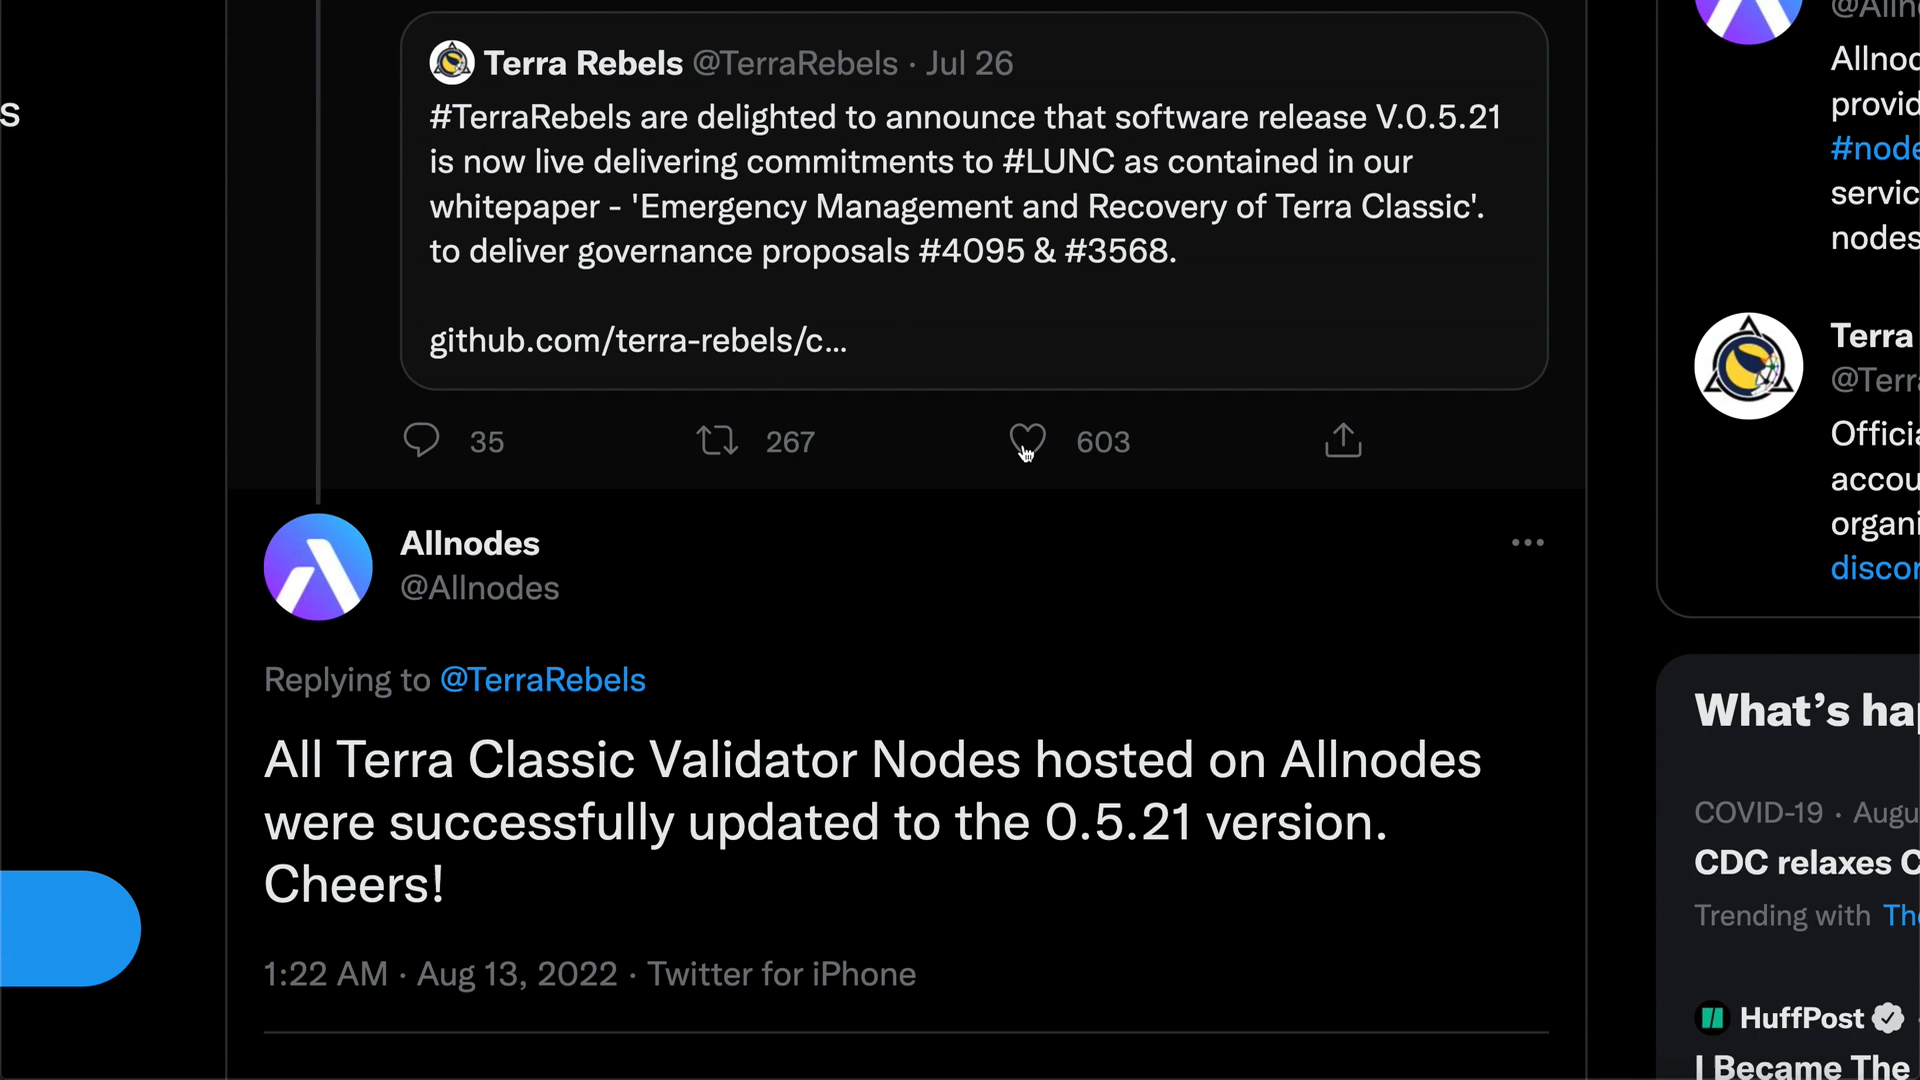 s
Terra Rebels @TerraRebels · Jul 26
#TerraRebels are delighted to announce that software release V.0.5.21
is now live delivering commitments to #LUNC as contained in our
whitepaper - 'Emergency Management and Recovery of Terra Classic'.
to deliver governance proposals #4095 & #3568.
github.com/terra-rebels/c...
35 267 603
Allnodes
@Allnodes
Replying to @TerraRebels
All Terra Classic Validator Nodes hosted on Allnodes
were successfully updated to the 0.5.21 version.
Cheers!
1:22 AM · Aug 13, 2022 · Twitter for iPhone
@Alln
Allnod
provid
#node
servic
nodes
Terra
@Terra
Officia
accou
organi
discor
What's hap
COVID-19 · Augu
CDC relaxes C
Trending with The
HuffPost
I Became The